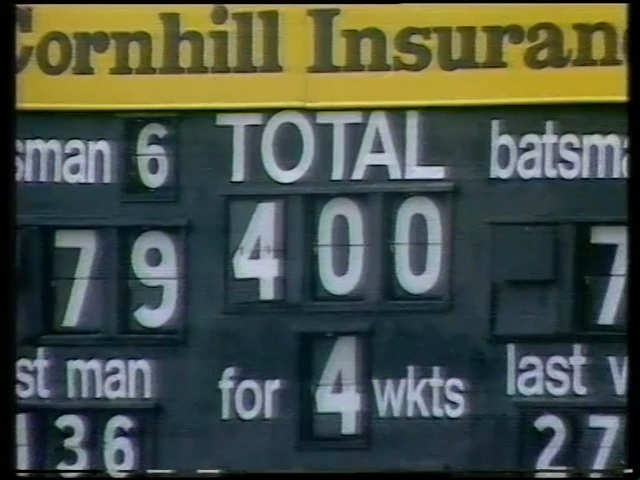 Cornhill Insuran
sman 6 TOTAL batsma
79 400 7
st man for 4 wkts last w
136 27